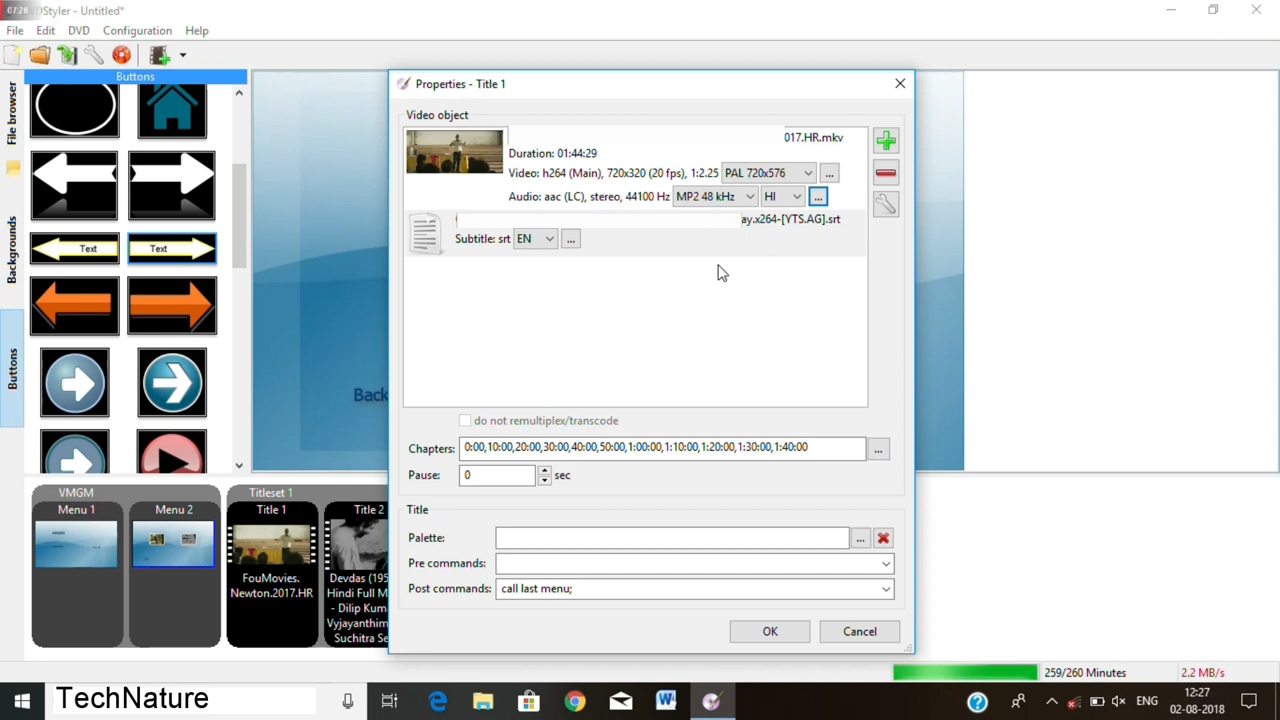 07:28 DStyler - Untitled*
File Edit DVD Configuration Help
Buttons
File browser
Backgrounds
Buttons
Text
Text
Back
Properties - Title 1
Video object
017.HR.mkv
Duration: 01:44:29
Video: h264 (Main), 720x320 (20 fps), 1:2.25 PAL 720x576 ...
Audio: aac (LC), stereo, 44100 Hz MP2 48 kHz HI ...
ay.x264-[YTS.AG].srt
Subtitle: srt EN ...
do not remultiplex/transcode
Chapters: 0:00,10:00,20:00,30:00,40:00,50:00,1:00:00,1:10:00,1:20:00,1:30:00,1:40:00 ...
Pause: 0 sec
Title
Palette: ...
Pre commands:
Post commands: call last menu;
OK Cancel
VMGM
Menu 1 Menu 2
Titleset 1
Title 1 Title 2
FouMovies.
Newton.2017.HR
Devdas (195
Hindi Full M
- Dilip Kum
Vyjayanthim
Suchitra Se
259/260 Minutes 2.2 MB/s
TechNature
ENG
12:27
02-08-2018